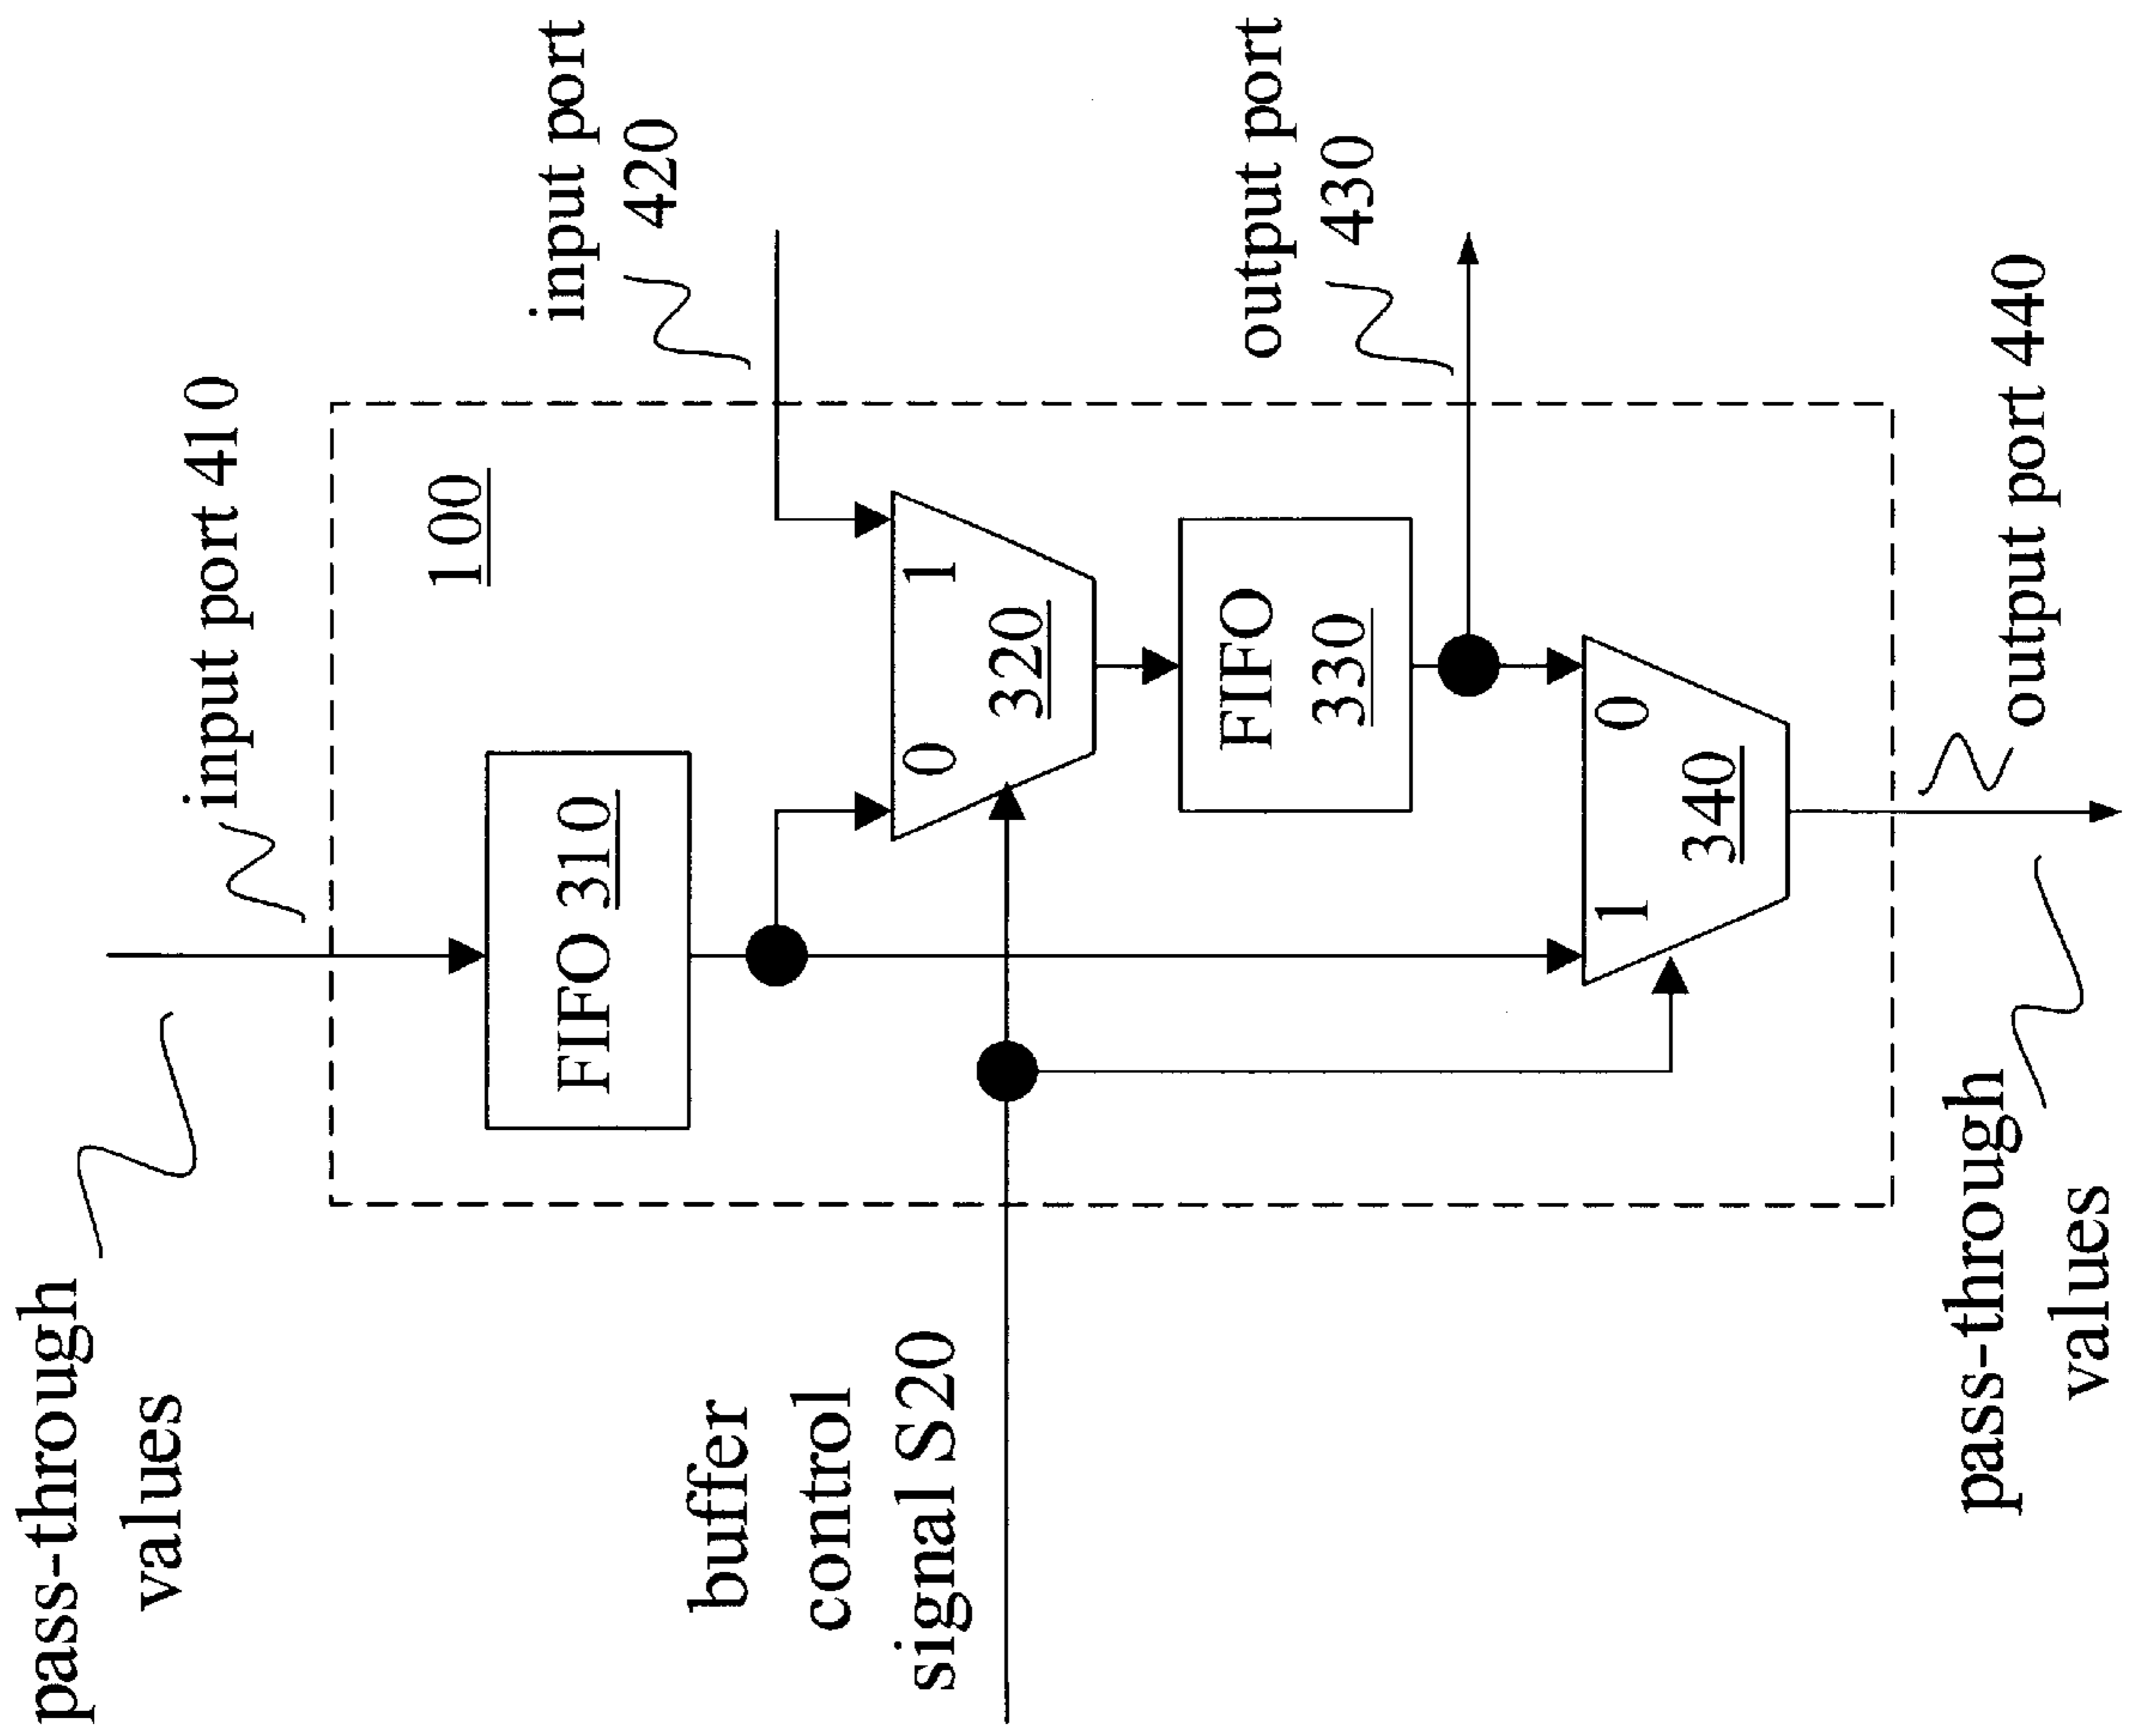 pass-through
values
input port 410
input port
420
100
FIFO 310
0
1
320
buffer
control
signal S20
FIFO
330
output port
430
1
0
340
output port 440
pass-through
values